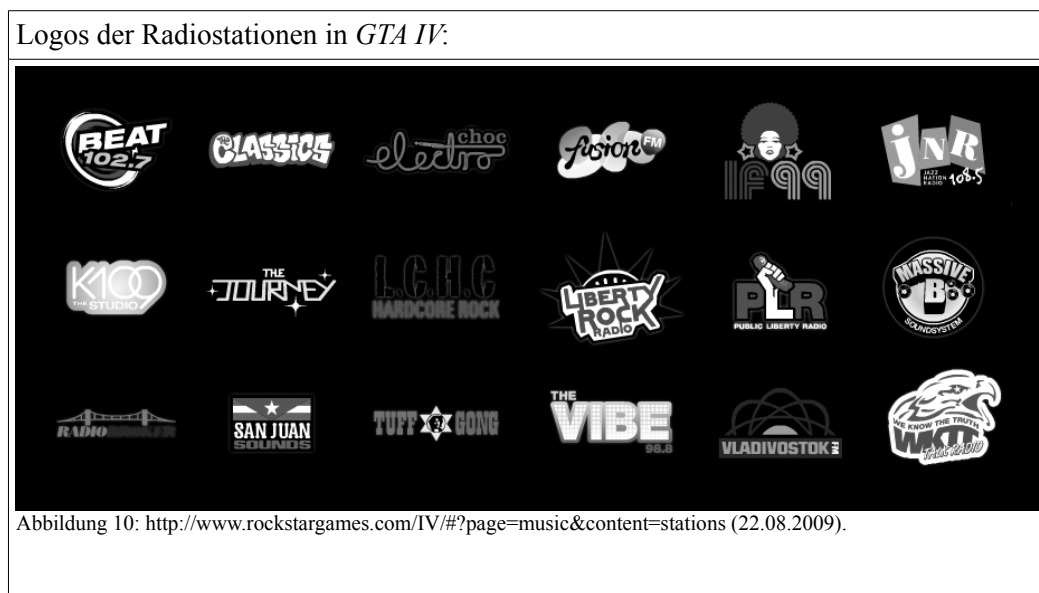 Logos der Radiostationen in GTA IV:
BEAT
102.7
THE
CLASSICS
electro
choc
fusion FM
IF99
jNR
JAZZ
NATION
RADIO
108.5
K109
THE STUDIO
THE
JOURNEY
L.C.H.C
HARDCORE ROCK
LIBERTY
ROCK
RADIO
PLR
PUBLIC LIBERTY RADIO
MASSIVE
B
SOUNDSYSTEM
RADIO BROKER
SAN JUAN
SOUNDS
TUFF GONG
THE
VIBE
98.8
VLADIVOSTOK FM
WE KNOW THE TRUTH
WKTT
TALK RADIO
Abbildung 10: http://www.rockstargames.com/IV/#?page=music&content=stations (22.08.2009).